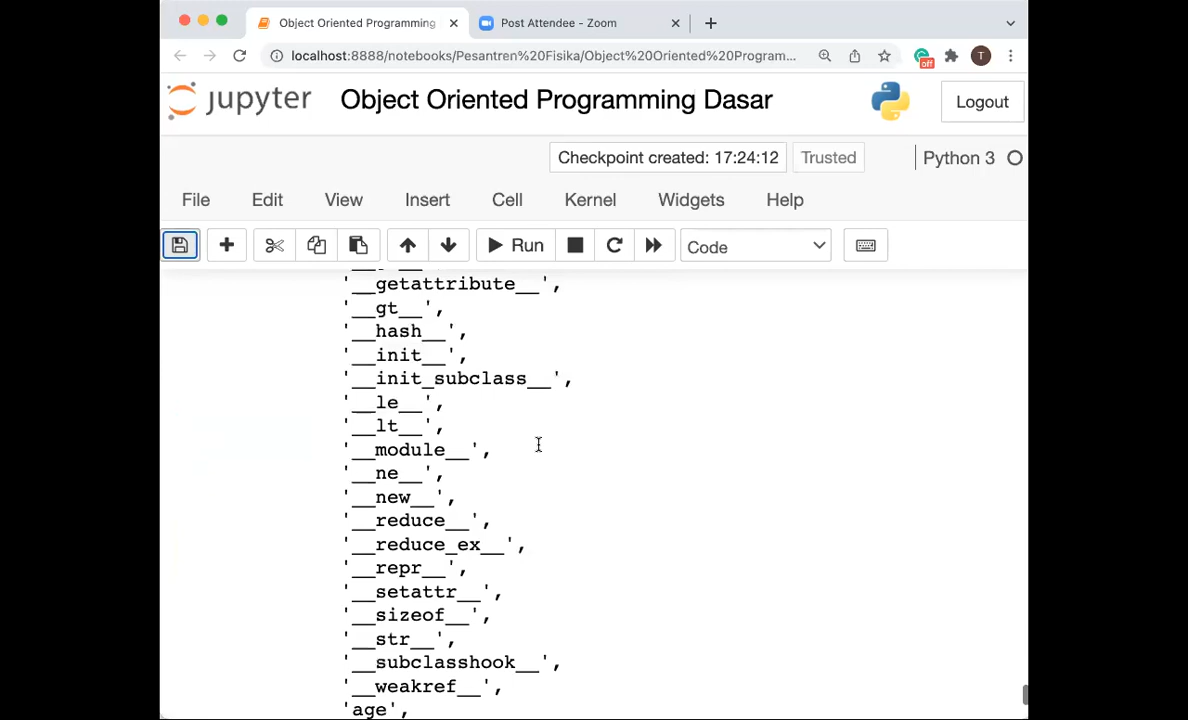 Object Oriented Programming
Post Attendee - Zoom
localhost:8888/notebooks/Pesantren%20Fisika/Object%20Oriented%20Program...
off
T
jupyter
Object Oriented Programming Dasar
Logout
Checkpoint created: 17:24:12
Trusted
Python 3
File Edit View Insert Cell Kernel Widgets Help
Run
Code
'__getattribute__',
'__gt__',
'__hash__',
'__init__',
'__init_subclass__',
'__le__',
'__lt__',
'__module__',
'__ne__',
'__new__',
'__reduce__',
'__reduce_ex__',
'__repr__',
'__setattr__',
'__sizeof__',
'__str__',
'__subclasshook__',
'__weakref__',
'age',